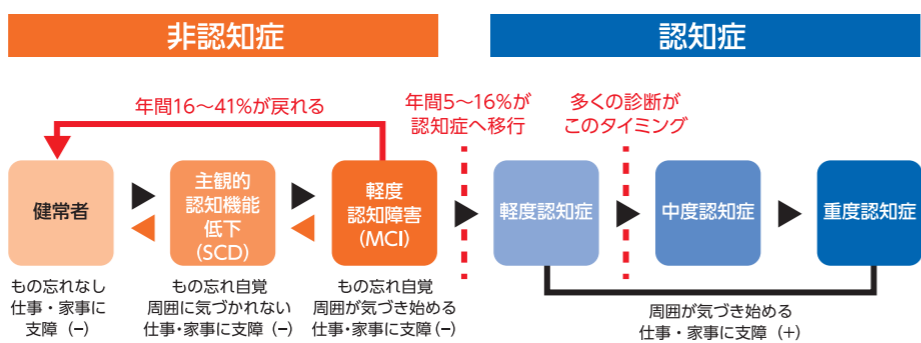 非認知症
認知症
年間16～41%が戻れる
年間5～16%が
認知症へ移行
多くの診断が
このタイミング
健常者
主観的
認知機能
低下
(SCD)
軽度
認知障害
(MCI)
軽度認知症
中度認知症
重度認知症
もの忘れなし
仕事・家事に
支障（−）
もの忘れ自覚
周囲に気づかれない
仕事・家事に支障（−）
もの忘れ自覚
周囲が気づき始める
仕事・家事に支障（−）
周囲が気づき始める
仕事・家事に支障（+）